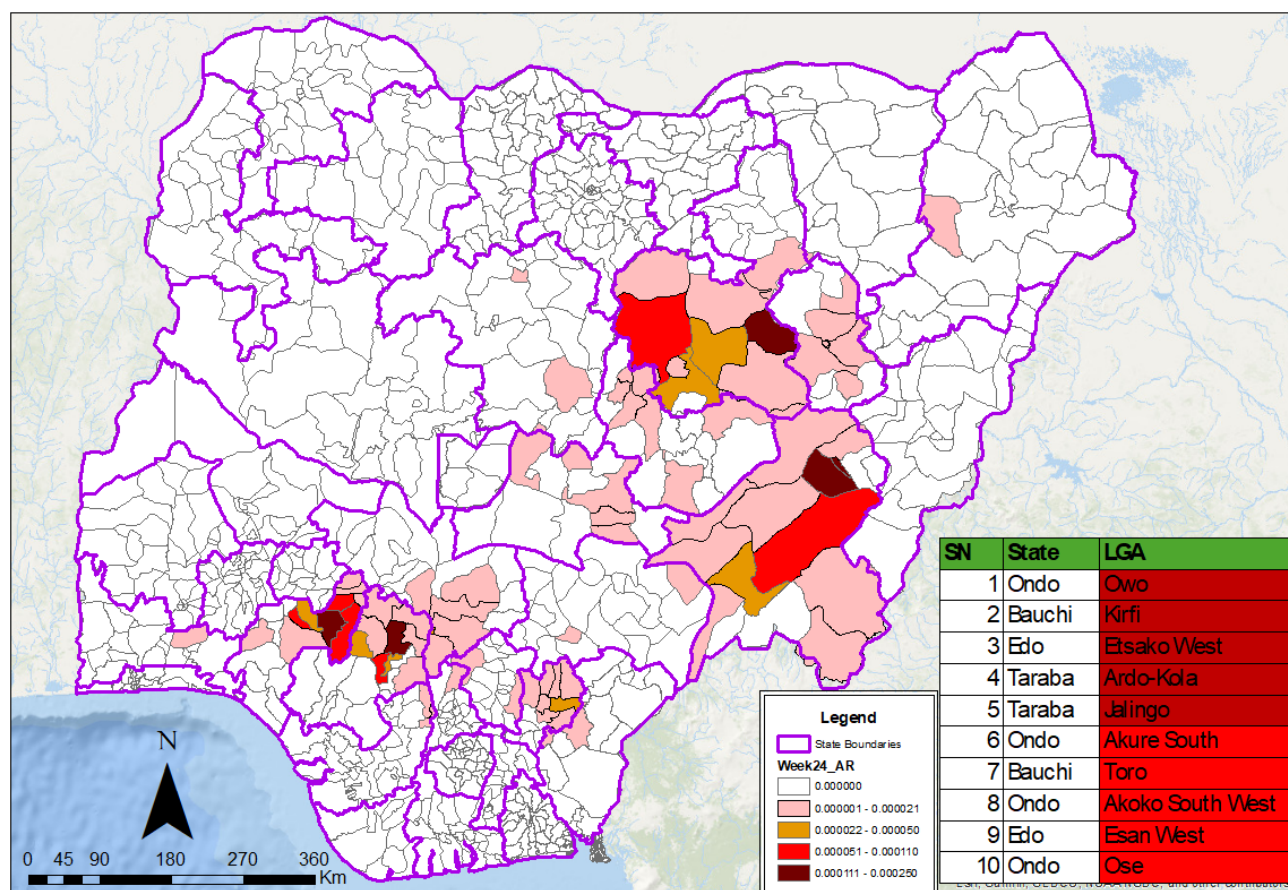 N
0 45 90 180 270 360
Km
Legend
State Boundaries
Week24_AR
0.000000
0.000001 - 0.000021
0.000022 - 0.000050
0.000051 - 0.000110
0.000111 - 0.000250
SN State LGA
1 Ondo Owo
2 Bauchi Kirfi
3 Edo Etsako West
4 Taraba Ardo-Kola
5 Taraba Jalingo
6 Ondo Akure South
7 Bauchi Toro
8 Ondo Akoko South West
9 Edo Esan West
10 Ondo Ose